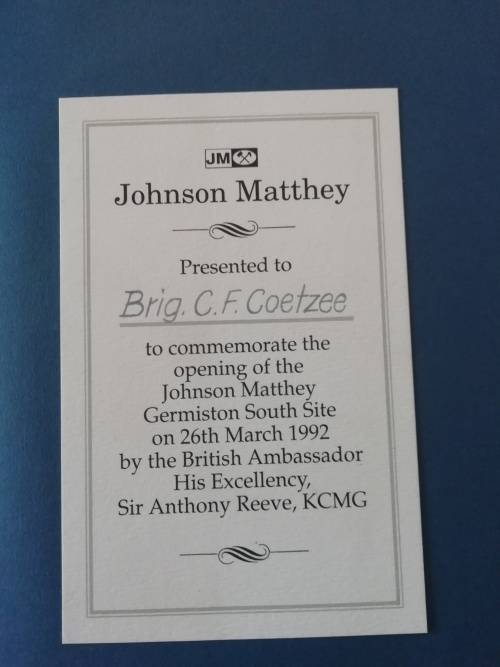 JM
Johnson Matthey
Presented to
Brig. C.F. Coetzee
to commemorate the
opening of the
Johnson Matthey
Germiston South Site
on 26th March 1992
by the British Ambassador
His Excellency,
Sir Anthony Reeve, KCMG